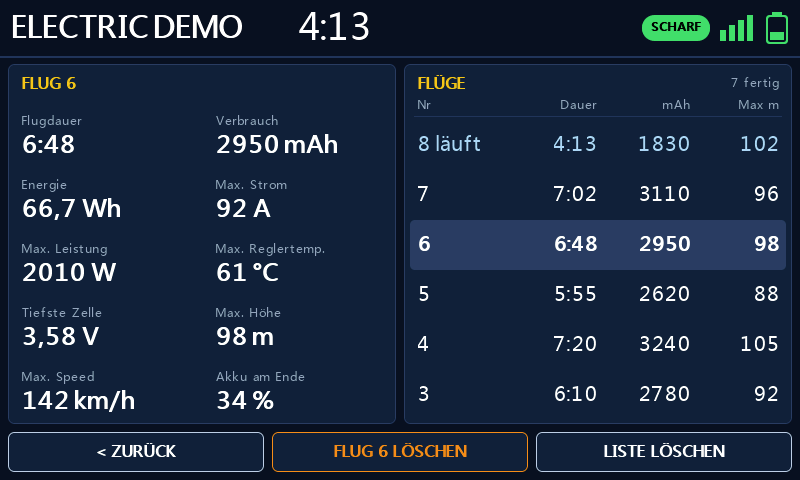 ELECTRIC DEMO 4:13 SCHARF
FLUG 6
Flugdauer Verbrauch
6:48 2950 mAh
Energie Max. Strom
66,7 Wh 92 A
Max. Leistung Max. Reglertemp.
2010 W 61 °C
Tiefste Zelle Max. Höhe
3,58 V 98 m
Max. Speed Akku am Ende
142 km/h 34 %
FLÜGE 7 fertig
Nr Dauer mAh Max m
8 läuft 4:13 1830 102
7 7:02 3110 96
6 6:48 2950 98
5 5:55 2620 88
4 7:20 3240 105
3 6:10 2780 92
< ZURÜCK FLUG 6 LÖSCHEN LISTE LÖSCHEN